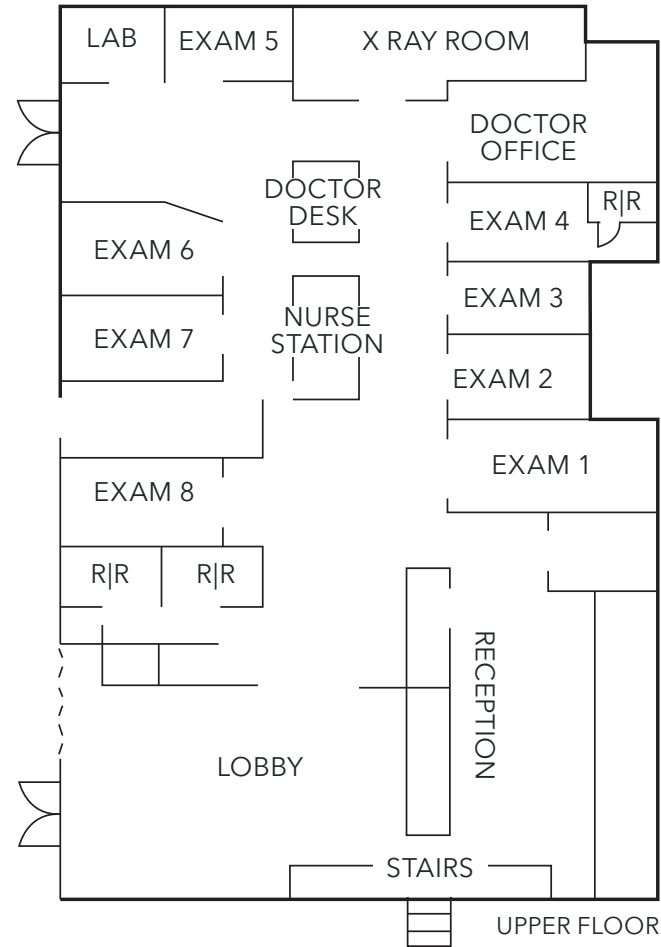 LAB
EXAM 5
X RAY ROOM
DOCTOR
OFFICE
DOCTOR
DESK
R|R
EXAM 4
EXAM 6
EXAM 3
NURSE
STATION
EXAM 7
EXAM 2
EXAM 1
EXAM 8
R|R
R|R
RECEPTION
LOBBY
STAIRS
UPPER FLOOR